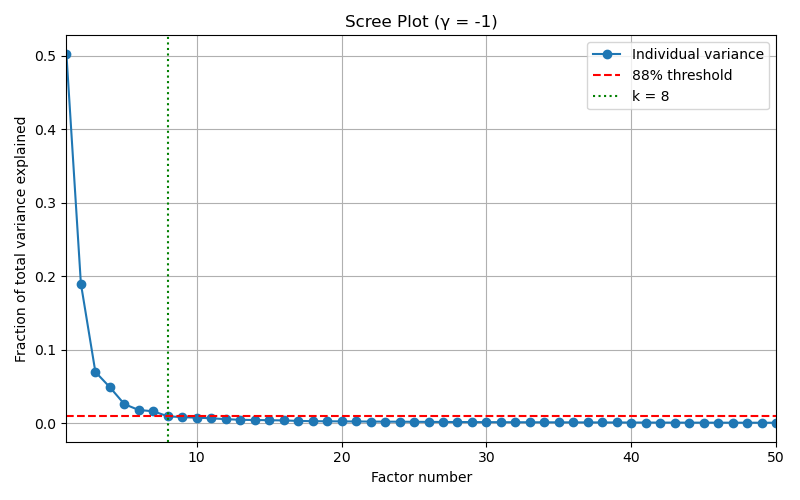 Scree Plot (γ = -1)
Individual variance
88% threshold
k = 8
Fraction of total variance explained
0.5
0.4
0.3
0.2
0.1
0.0
10
20
30
40
50
Factor number